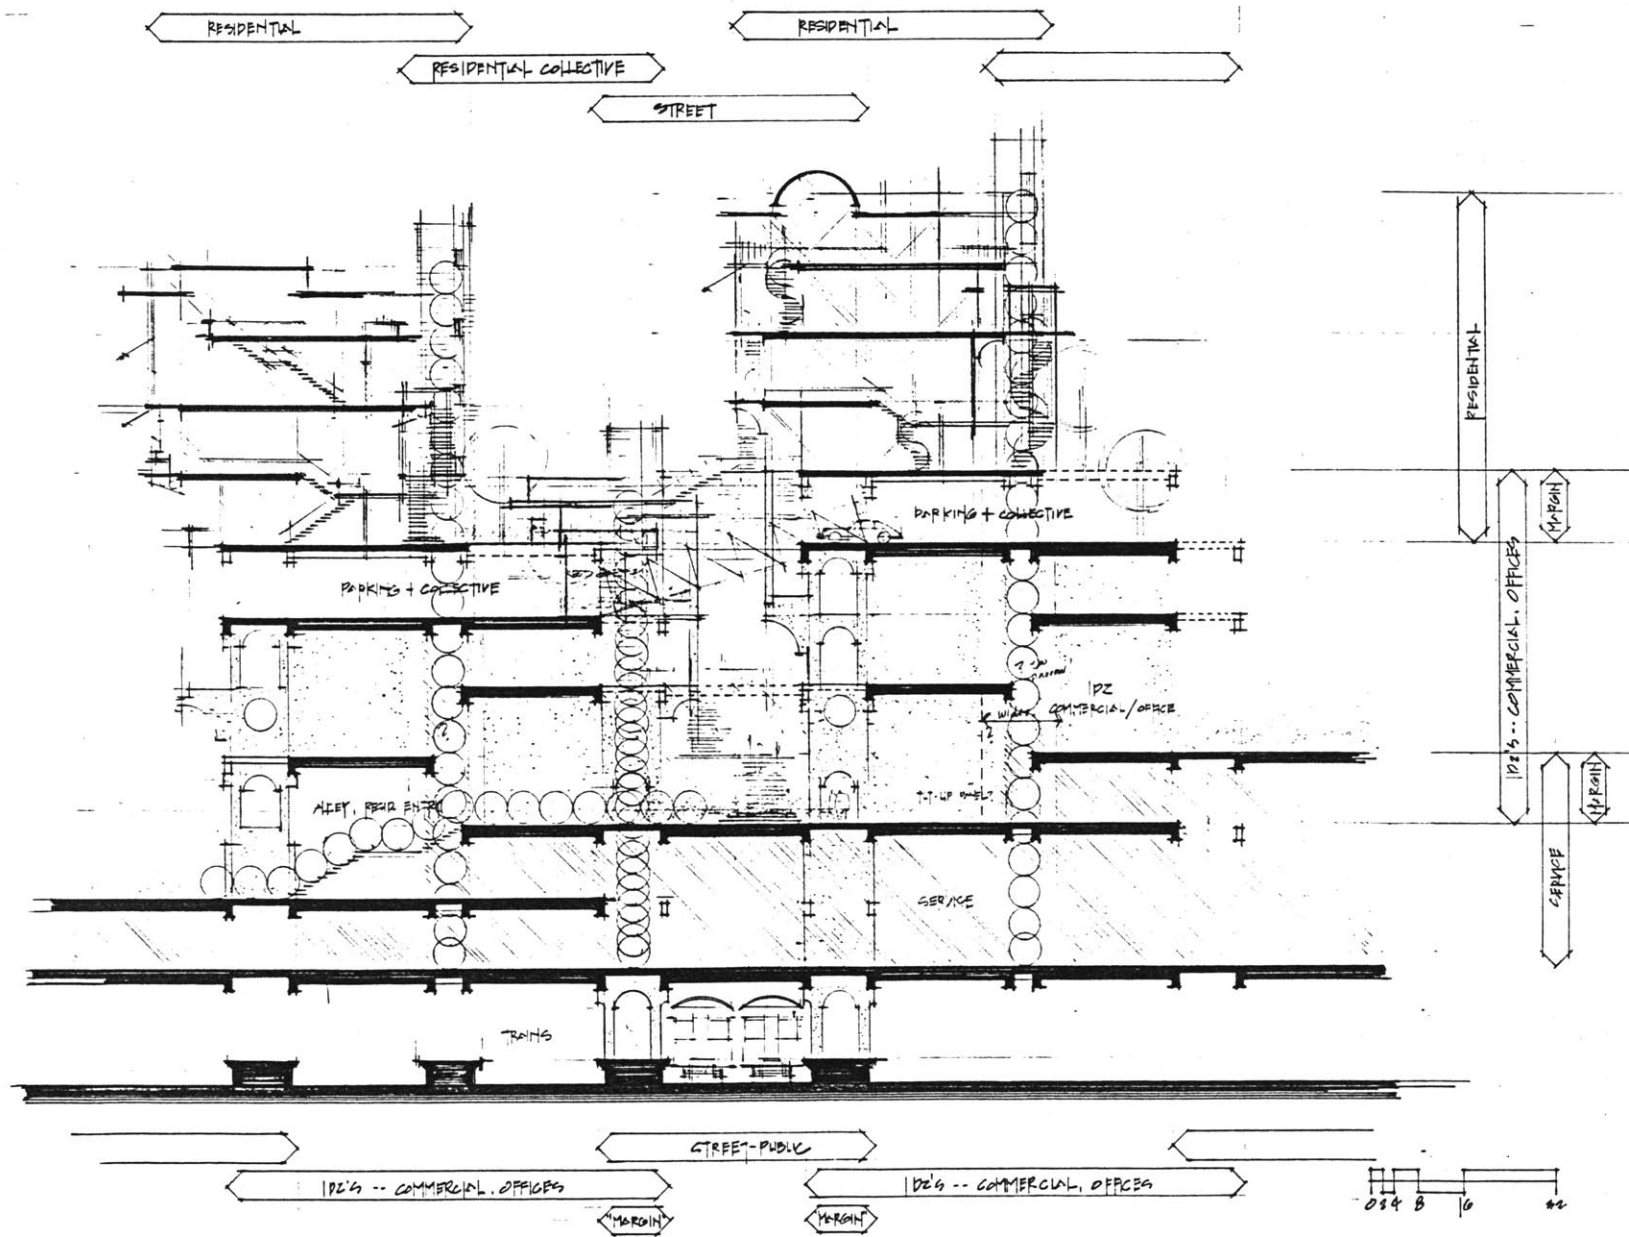 RESIDENTIAL
RESIDENTIAL
RESIDENTIAL COLLECTIVE
STREET
RESIDENTIAL
PARKING + COLLECTIVE
MARGIN
PARKING + COLLECTIVE
IDZ'S -- COMMERCIAL, OFFICES
IDZ
COMMERCIAL/OFFICE
MARGIN
ALLEY, REAR ENTRY
SERVICE
SERVICE
TRAINS
STREET-PUBLIC
IDZ'S -- COMMERCIAL, OFFICES
IDZ'S -- COMMERCIAL, OFFICES
"MARGIN"
"MARGIN"
0 2 4 8 16 32